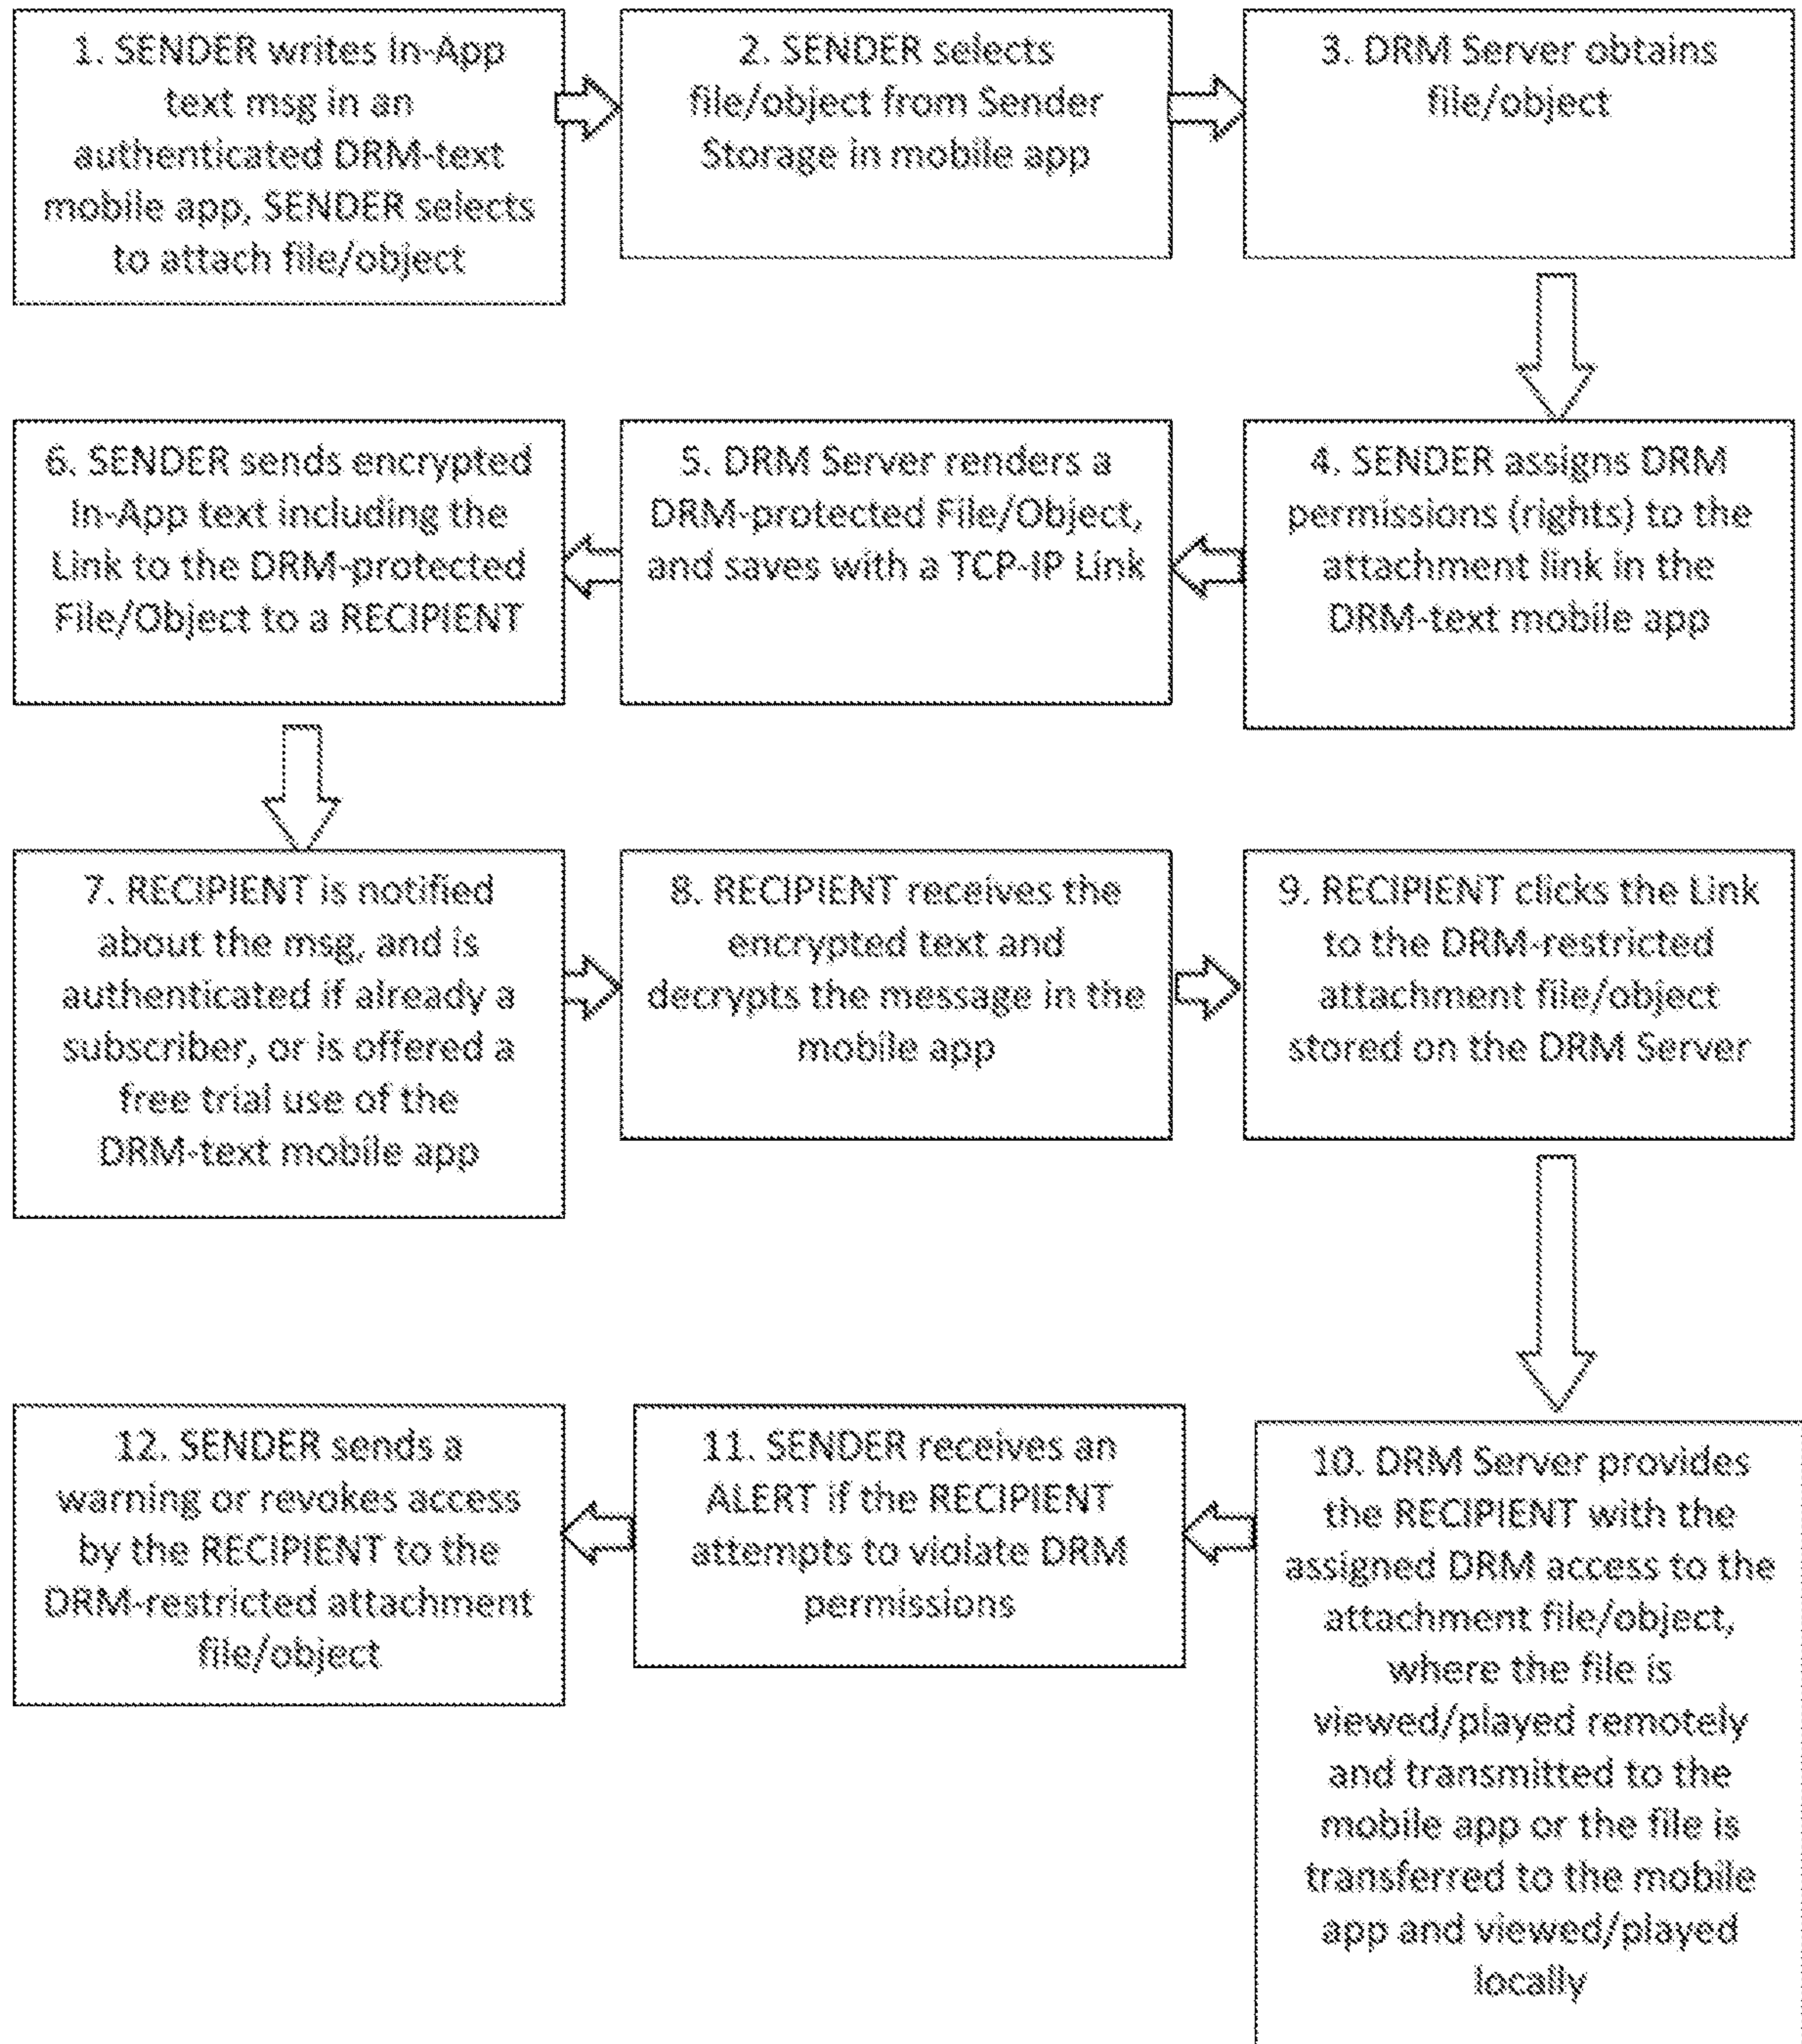 1. SENDER writes In-App
text msg in an
authenticated DRM-text
mobile app, SENDER selects
to attach file/object
2. SENDER selects
file/object from Sender
Storage in mobile app
3. DRM Server obtains
file/object
4. SENDER assigns DRM
permissions (rights) to the
attachment link in the
DRM-text mobile app
5. DRM Server renders a
DRM-protected File/Object,
and saves with a TCP-IP Link
6. SENDER sends encrypted
In-App text including the
Link to the DRM-protected
File/Object to a RECIPIENT
7. RECIPIENT is notified
about the msg, and is
authenticated if already a
subscriber, or is offered a
free trial use of the
DRM-text mobile app
8. RECIPIENT receives the
encrypted text and
decrypts the message in the
mobile app
9. RECIPIENT clicks the Link
to the DRM-restricted
attachment file/object
stored on the DRM Server
10. DRM Server provides
the RECIPIENT with the
assigned DRM access to the
attachment file/object,
where the file is
viewed/played remotely
and transmitted to the
mobile app or the file is
transferred to the mobile
app and viewed/played
locally
11. SENDER receives an
ALERT if the RECIPIENT
attempts to violate DRM
permissions
12. SENDER sends a
warning or revokes access
by the RECIPIENT to the
DRM-restricted attachment
file/object